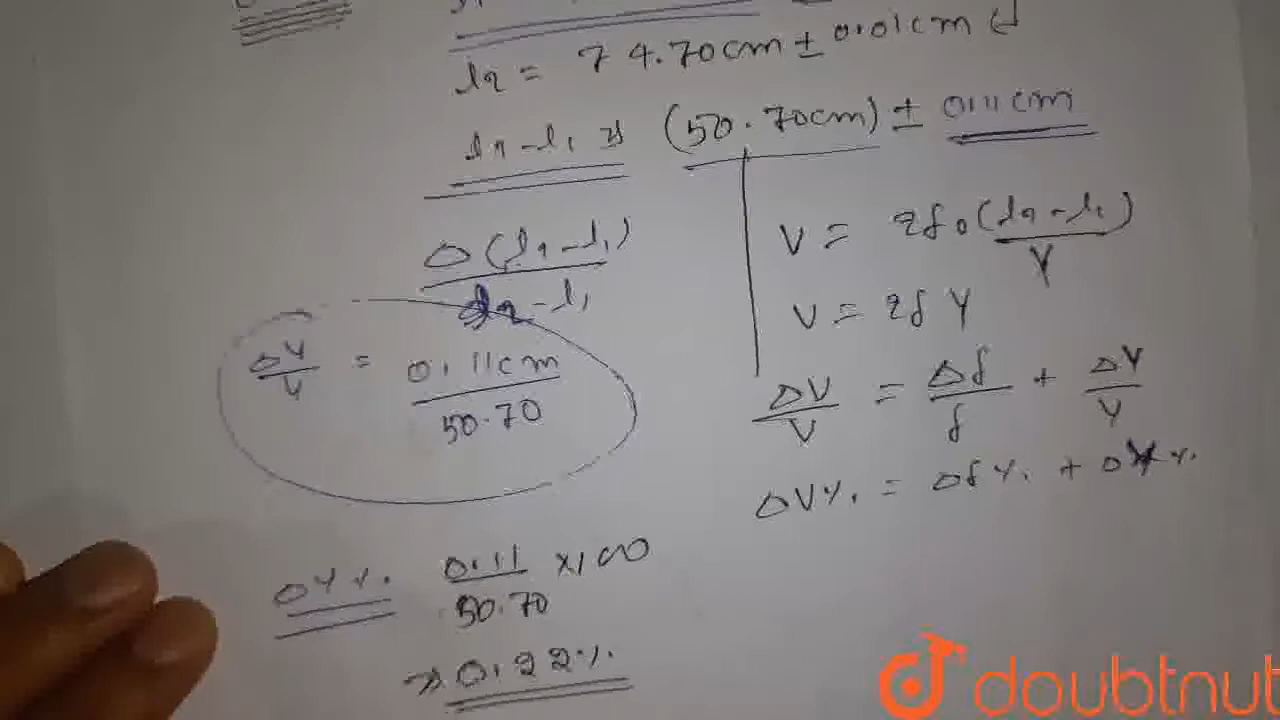 l₂ = 74.70cm ± 0.01cm
l₂-l₁ ⇒ (50.70cm) ± 0.11cm
Δ(l₂-l₁)
l₂-l₁
ΔY/Y = 0.11cm/50.70
ΔY%. 0.11/50.70 ×100
⇒ 0.22%.
V = 2f₀(l₂-l₁)
Y
V = 2fY
ΔV/V = Δf/f + ΔY/Y
ΔV%. = Δf%. + ΔY%.
doubtnut